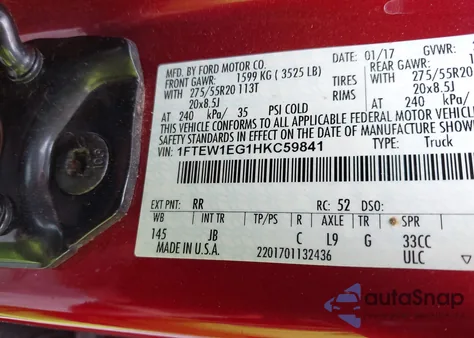 MFD. BY FORD MOTOR CO. 01/17 GVWR:
FRONT GAWR: 1599 KG ( 3525 LB) REAR GAWR:
WITH 275/55R20 113T TIRES WITH 275/55R20
20x8.5J RIMS 20x8.5J
AT 240 kPa/ 35 PSI COLD AT 240 kPa/
THIS VEHICLE CONFORMS TO ALL APPLICABLE FEDERAL MOTOR VEHICLE
SAFETY STANDARDS IN EFFECT ON THE DATE OF MANUFACTURE
VIN: 1FTEW1EG1HKC59841 TYPE: Truck
EXT PNT: RR RC: 52 DSO:
WB INT TR TP/PS R AXLE TR SPR
145 JB C L9 G 33CC
MADE IN U.S.A. 2201701132436 ULC
autoSnap